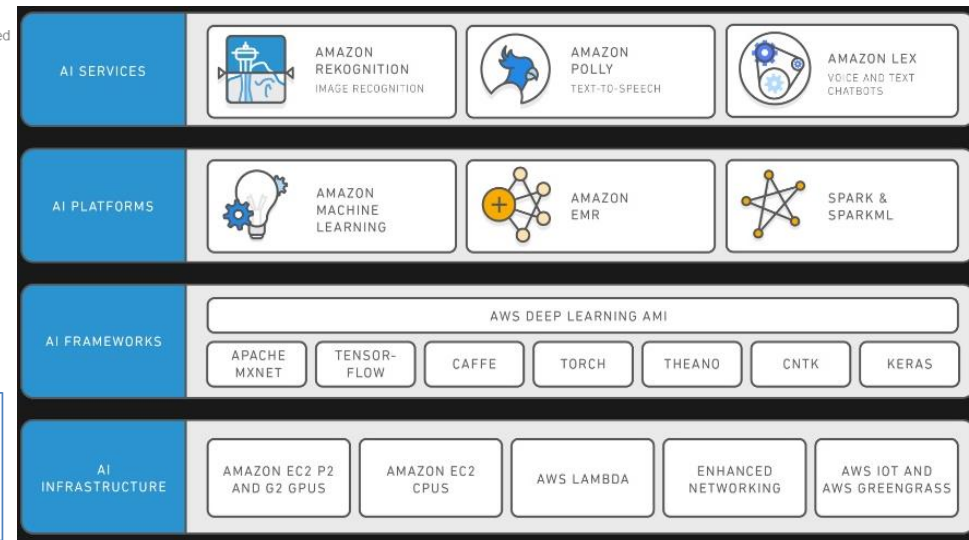 ed
AI SERVICES
AMAZON
REKOGNITION
IMAGE RECOGNITION
AMAZON
POLLY
TEXT-TO-SPEECH
AMAZON LEX
VOICE AND TEXT
CHATBOTS
AI PLATFORMS
AMAZON
MACHINE
LEARNING
AMAZON
EMR
SPARK &
SPARKML
AI FRAMEWORKS
AWS DEEP LEARNING AMI
APACHE
MXNET
TENSOR-
FLOW
CAFFE
TORCH
THEANO
CNTK
KERAS
AI
INFRASTRUCTURE
AMAZON EC2 P2
AND G2 GPUS
AMAZON EC2
CPUS
AWS LAMBDA
ENHANCED
NETWORKING
AWS IOT AND
AWS GREENGRASS